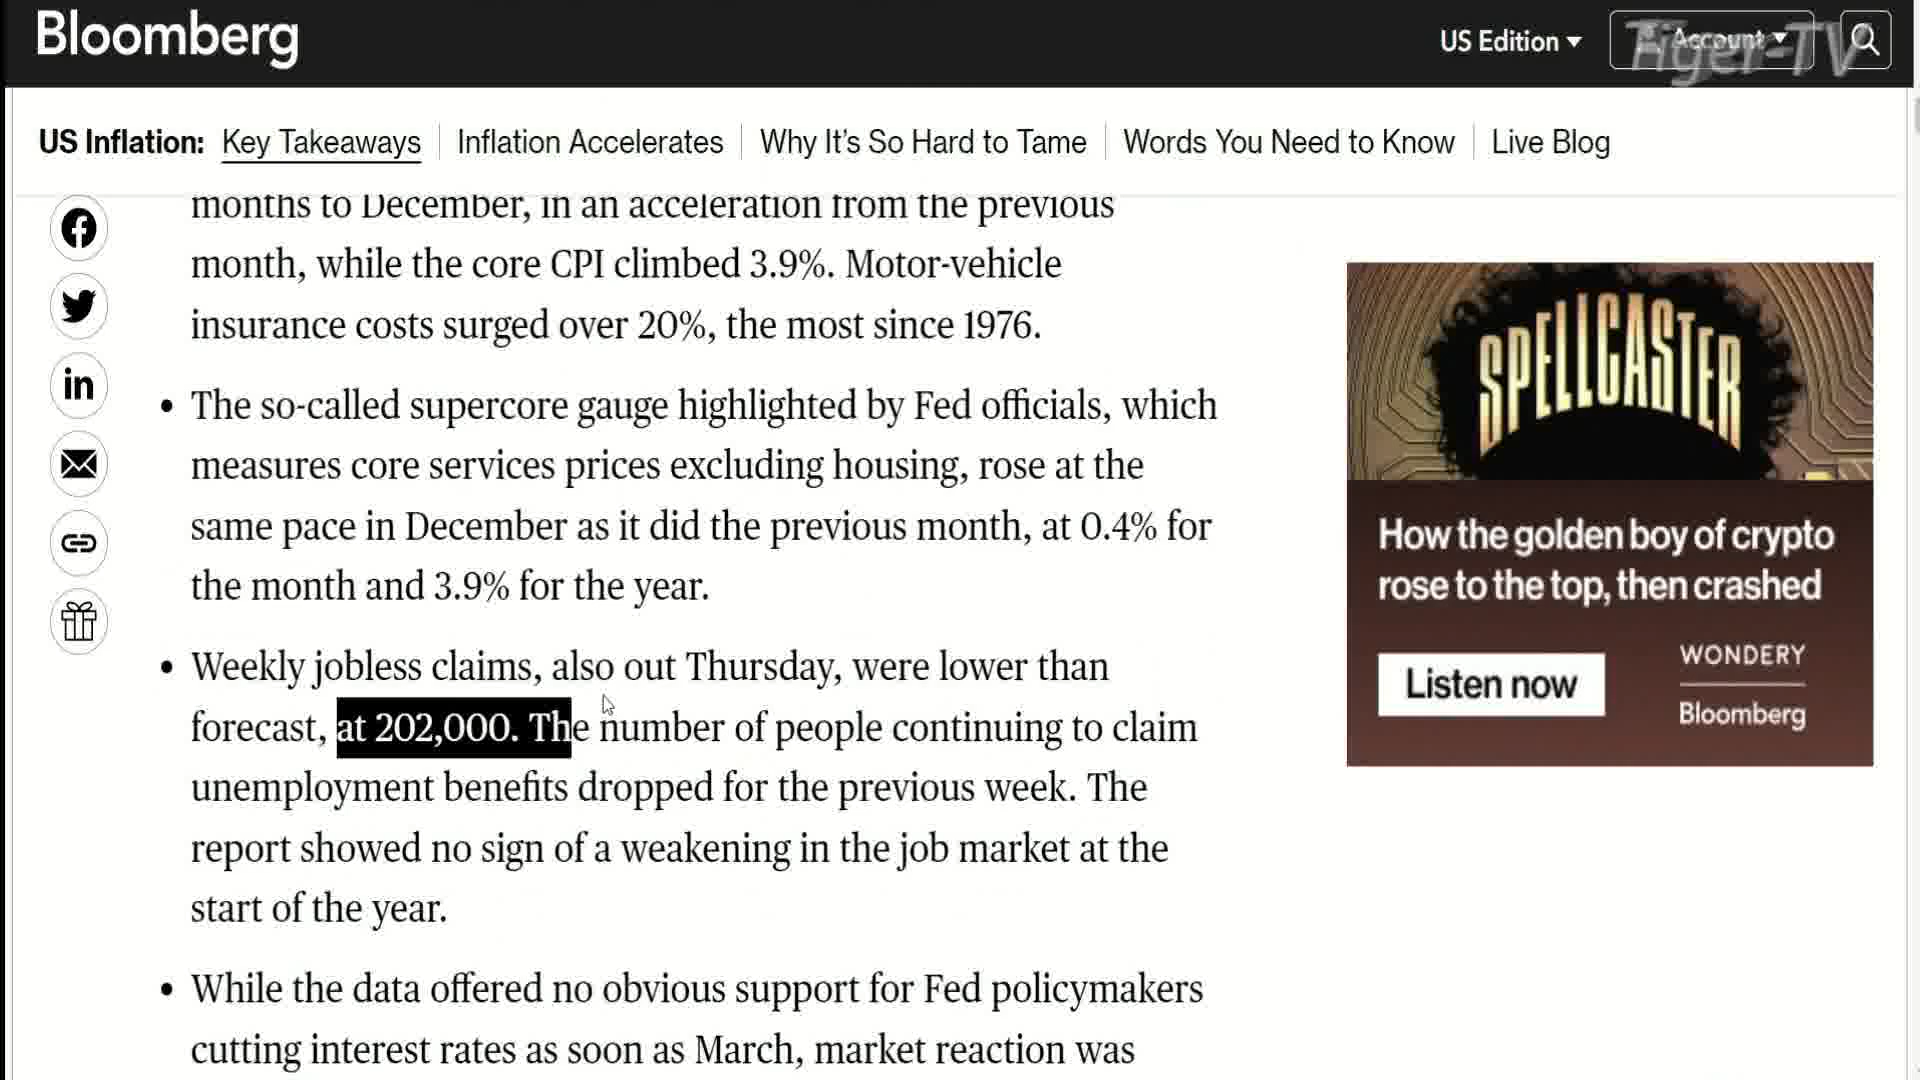 Bloomberg
US Edition
Account
Tiger-TV
US Inflation: Key Takeaways Inflation Accelerates Why It's So Hard to Tame Words You Need to Know Live Blog
months to December, in an acceleration from the previous
month, while the core CPI climbed 3.9%. Motor-vehicle
insurance costs surged over 20%, the most since 1976.
• The so-called supercore gauge highlighted by Fed officials, which
measures core services prices excluding housing, rose at the
same pace in December as it did the previous month, at 0.4% for
the month and 3.9% for the year.
• Weekly jobless claims, also out Thursday, were lower than
forecast, at 202,000. The number of people continuing to claim
unemployment benefits dropped for the previous week. The
report showed no sign of a weakening in the job market at the
start of the year.
• While the data offered no obvious support for Fed policymakers
cutting interest rates as soon as March, market reaction was
SPELLCASTER
How the golden boy of crypto
rose to the top, then crashed
Listen now
WONDERY
Bloomberg